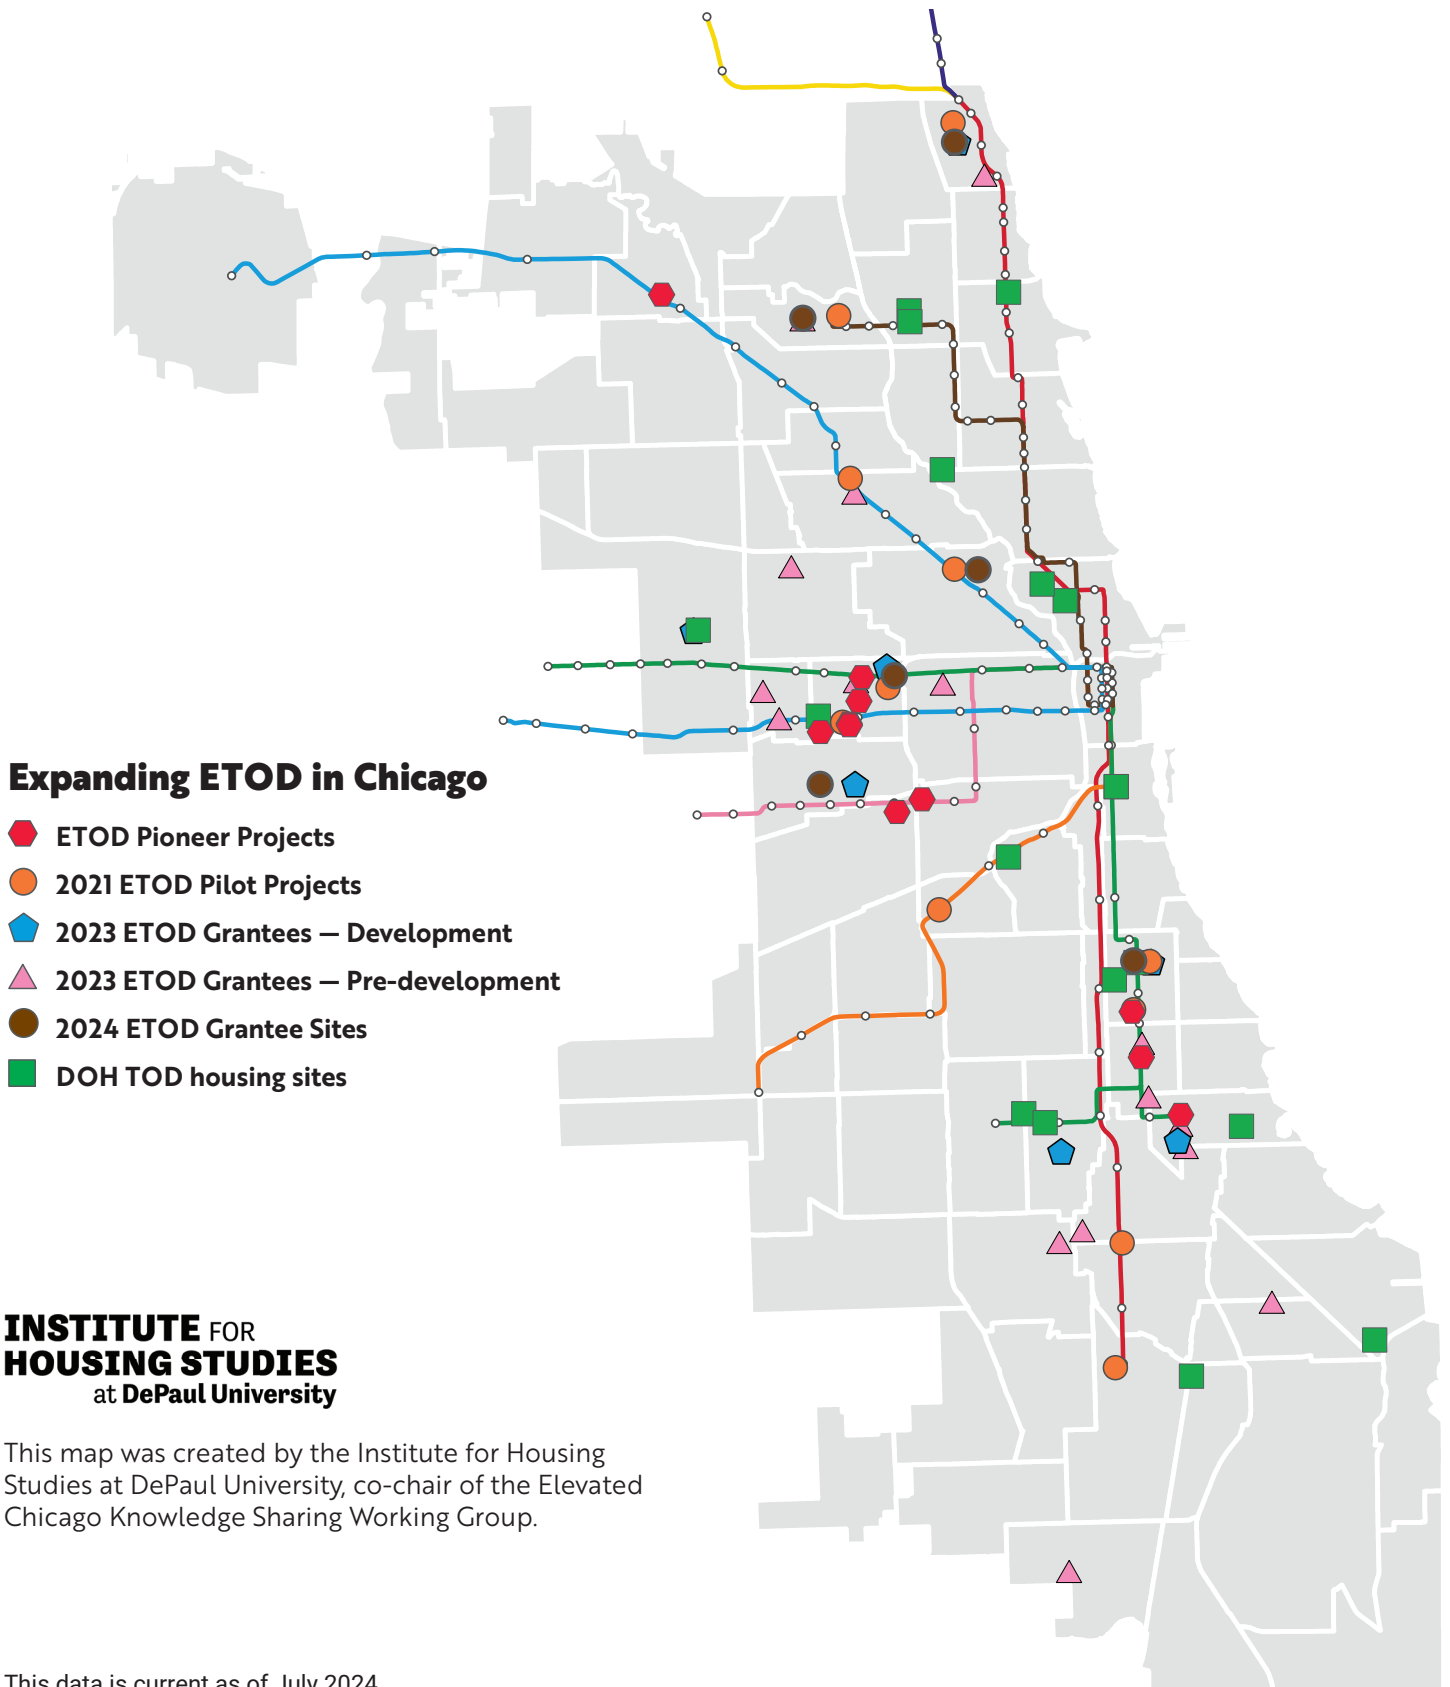 Expanding ETOD in Chicago
ETOD Pioneer Projects
2021 ETOD Pilot Projects
2023 ETOD Grantees — Development
2023 ETOD Grantees — Pre-development
2024 ETOD Grantee Sites
DOH TOD housing sites
INSTITUTE FOR
HOUSING STUDIES
at DePaul University
This map was created by the Institute for Housing
Studies at DePaul University, co-chair of the Elevated
Chicago Knowledge Sharing Working Group.
This data is current as of July 2024